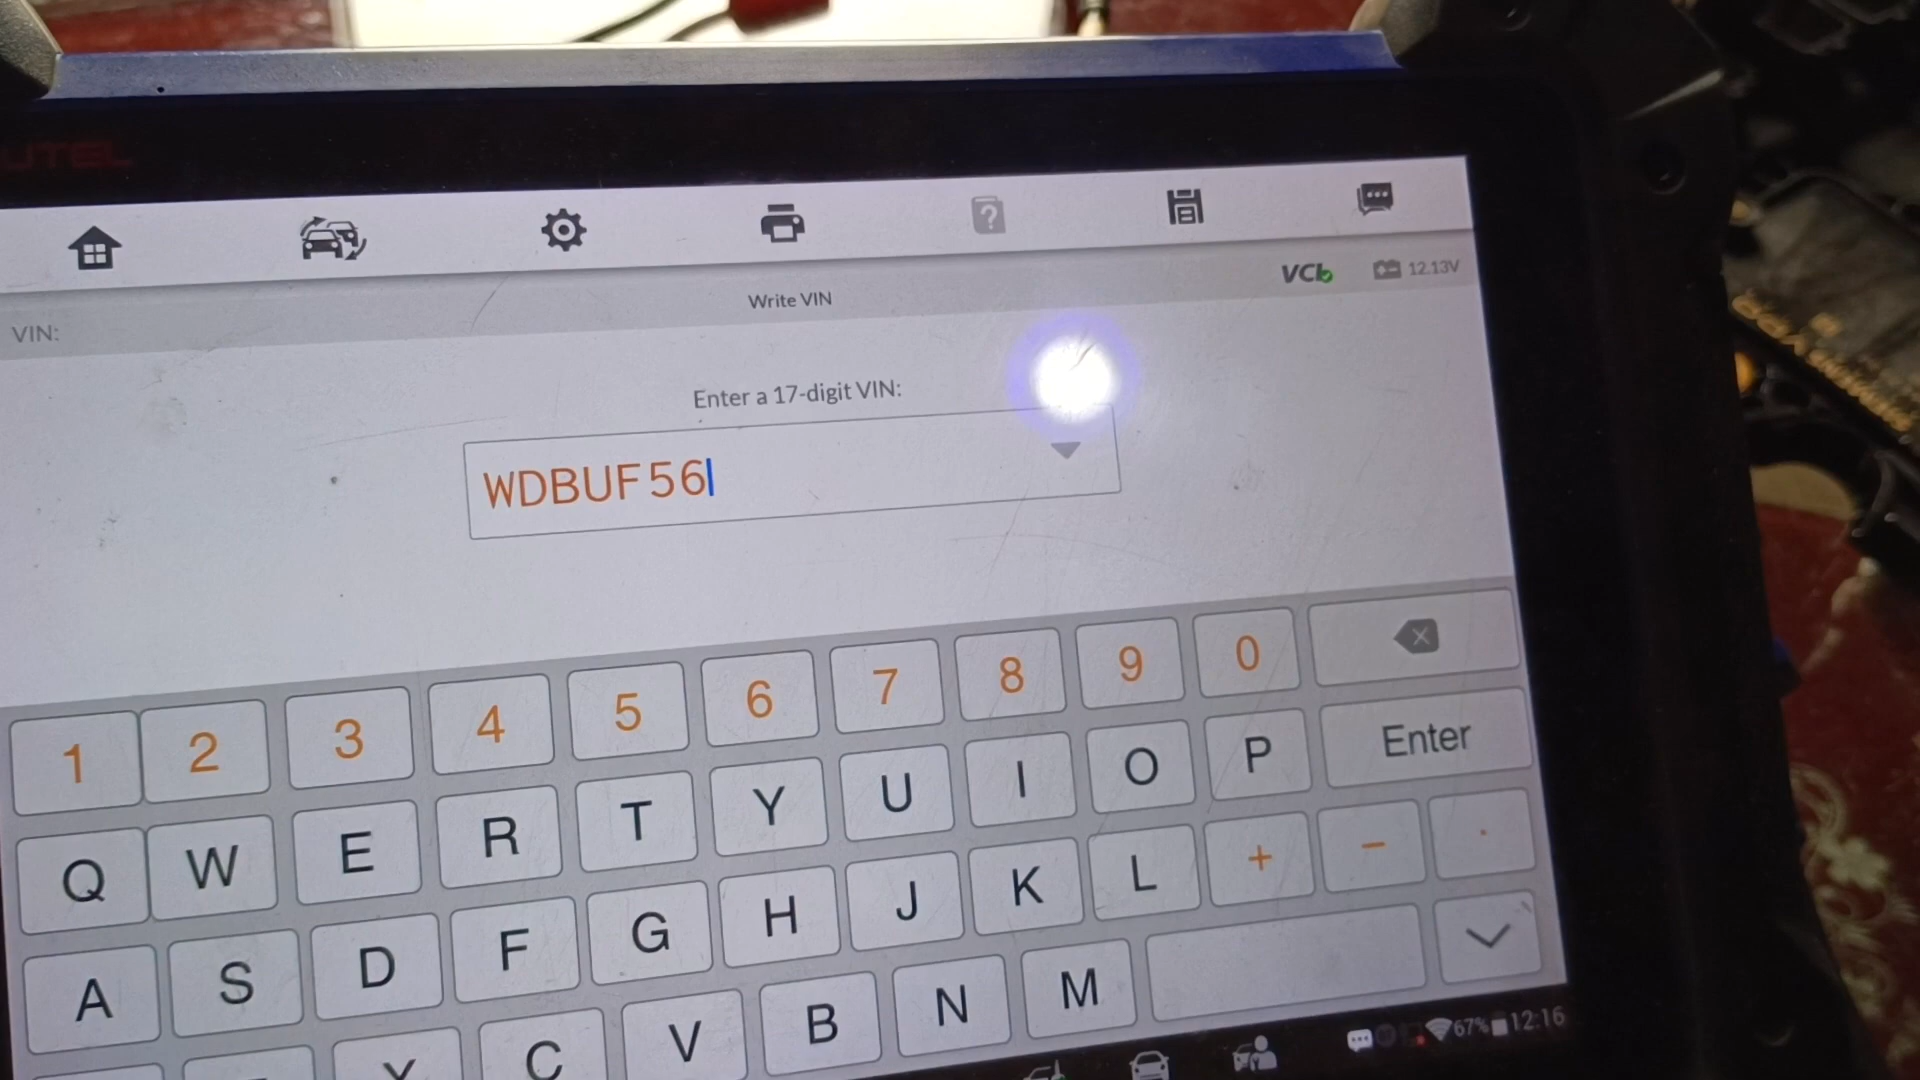 AUTEL
VCI 12.13V
Write VIN
VIN:
Enter a 17-digit VIN:
WDBUF56
1 2 3 4 5 6 7 8 9 0
Q W E R T Y U I O P Enter
A S D F G H J K L + - .
C V B N M
67% 12:16